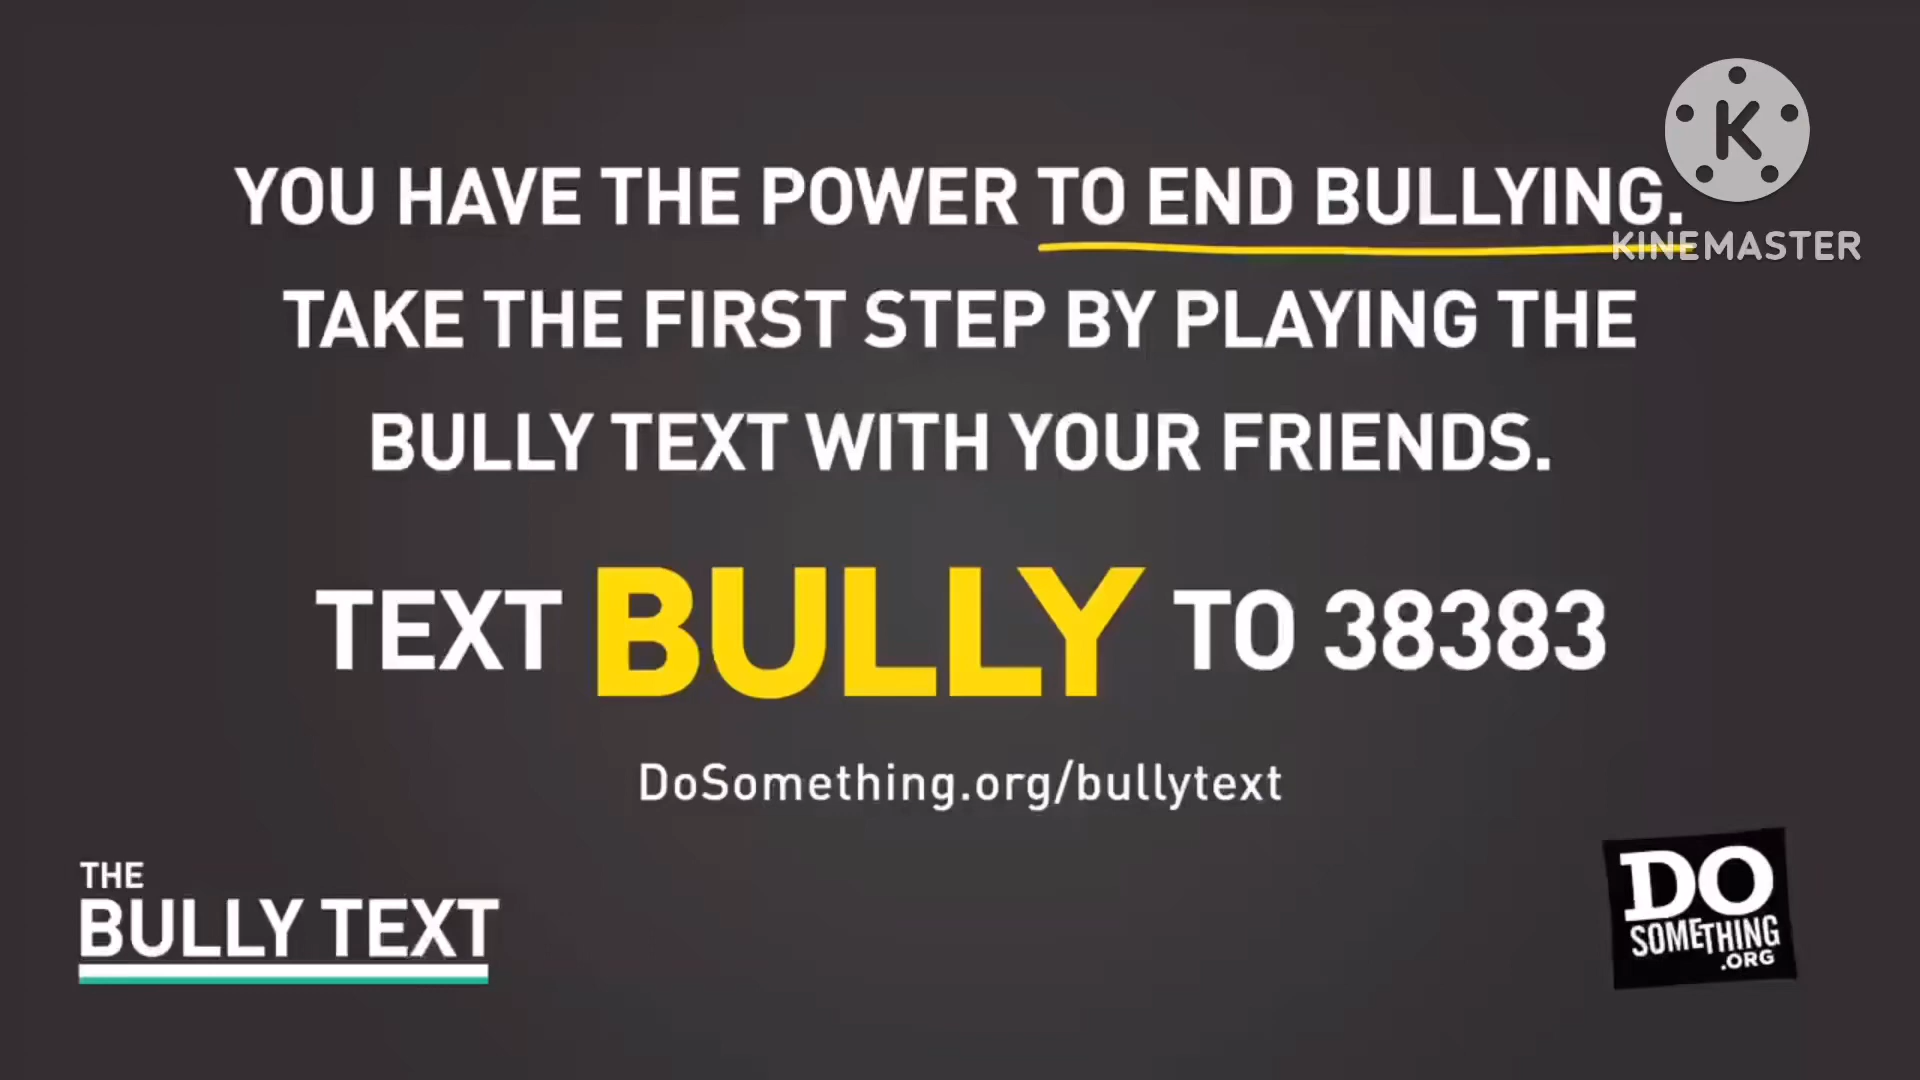 YOU HAVE THE POWER TO END BULLYING.
KINEMASTER
TAKE THE FIRST STEP BY PLAYING THE
BULLY TEXT WITH YOUR FRIENDS.
TEXT BULLY TO 38383
DoSomething.org/bullytext
THE
BULLY TEXT
DO
SOMETHING
.ORG
K